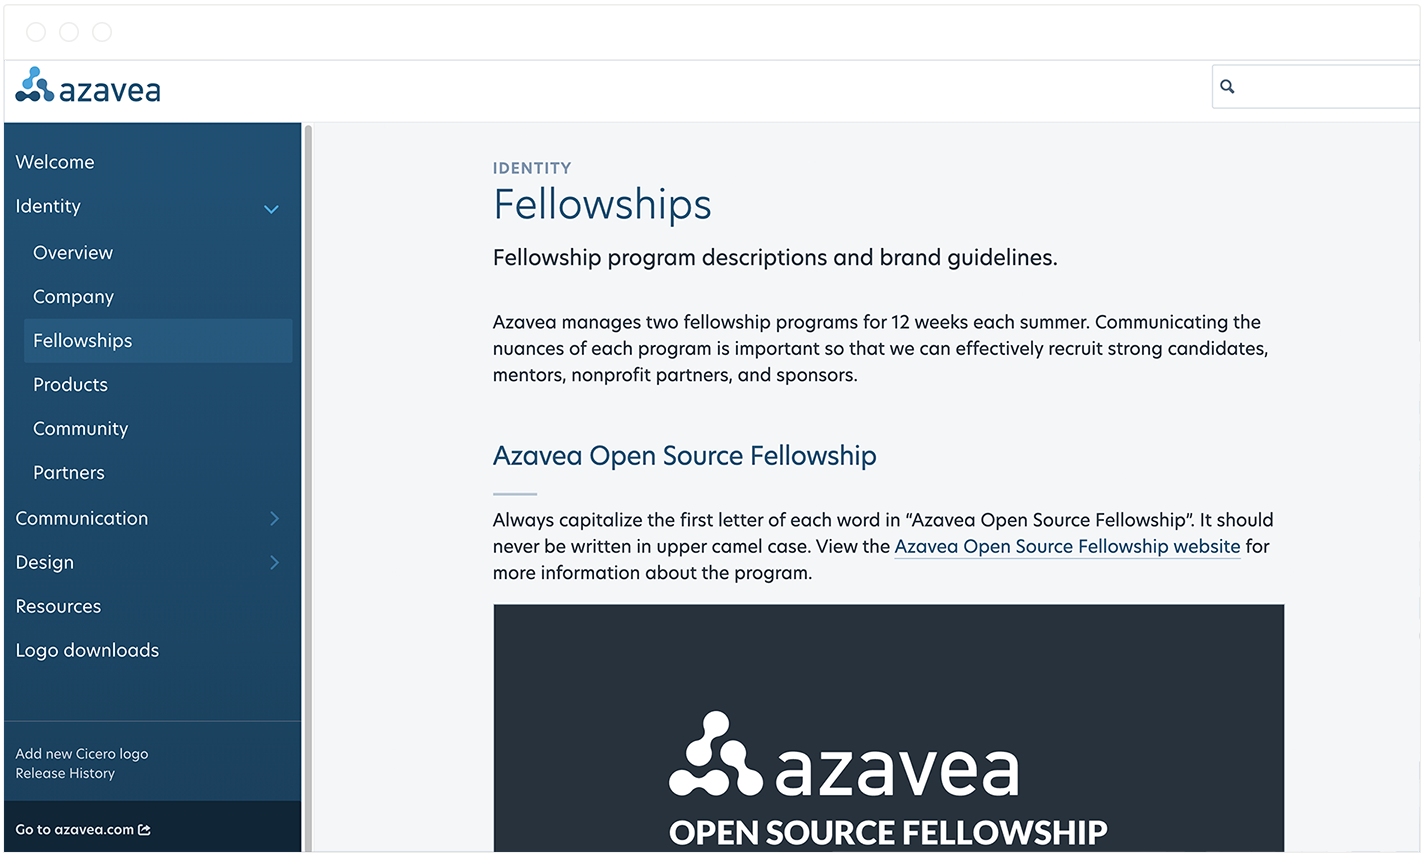 azavea
Welcome
Identity
Overview
Company
Fellowships
Products
Community
Partners
Communication
Design
Resources
Logo downloads
Add new Cicero logo
Release History
Go to azavea.com
IDENTITY
Fellowships
Fellowship program descriptions and brand guidelines.
Azavea manages two fellowship programs for 12 weeks each summer. Communicating the
nuances of each program is important so that we can effectively recruit strong candidates,
mentors, nonprofit partners, and sponsors.
Azavea Open Source Fellowship
Always capitalize the first letter of each word in “Azavea Open Source Fellowship”. It should
never be written in upper camel case. View the Azavea Open Source Fellowship website for
more information about the program.
azavea
OPEN SOURCE FELLOWSHIP